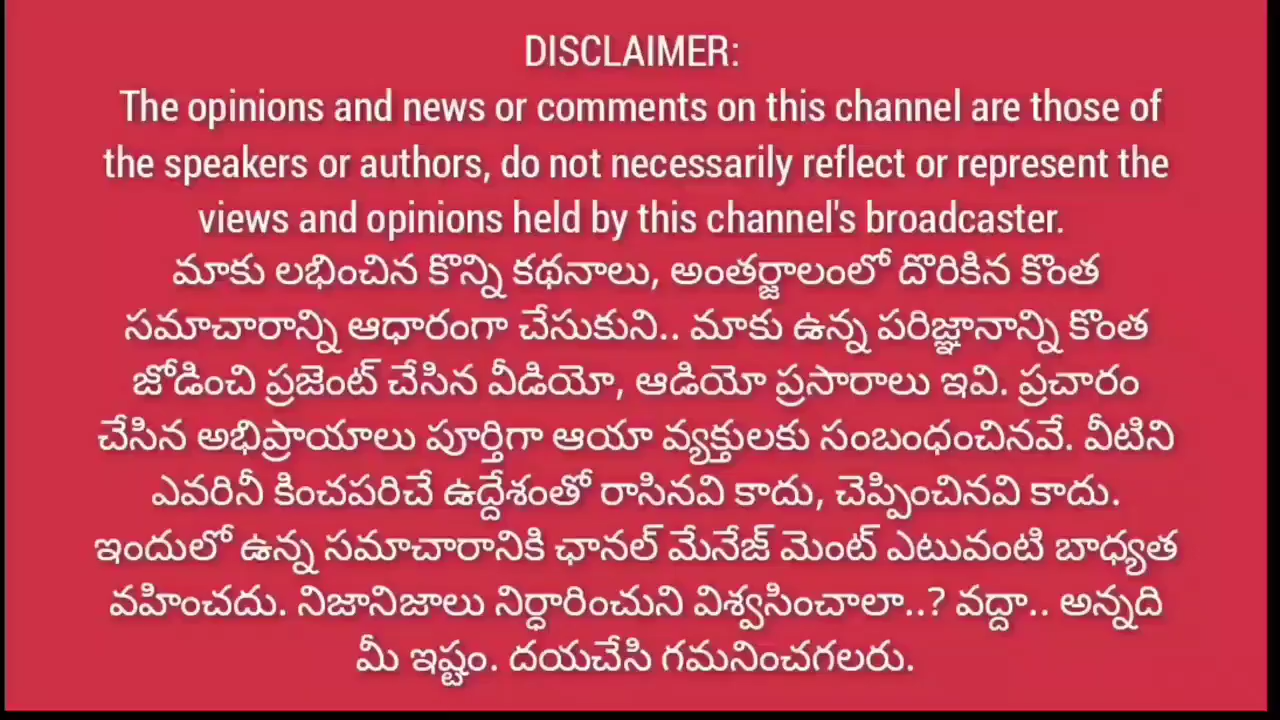 DISCLAIMER:
The opinions and news or comments on this channel are those of
the speakers or authors, do not necessarily reflect or represent the
views and opinions held by this channel's broadcaster.
మాకు లభించిన కొన్ని కథనాలు, అంతర్జాలంలో దొరికిన కొంత
సమాచారాన్ని ఆధారంగా చేసుకుని.. మాకు ఉన్న పరిజ్ఞానాన్ని కొంత
జోడించి ప్రజెంట్ చేసిన వీడియో, ఆడియో ప్రసారాలు ఇవి. ప్రచారం
చేసిన అభిప్రాయాలు పూర్తిగా ఆయా వ్యక్తులకు సంబంధంచినవే. వీటిని
ఎవరినీ కించపరిచే ఉద్దేశంతో రాసినవి కాదు, చెప్పించినవి కాదు.
ఇందులో ఉన్న సమాచారానికి ఛానల్ మేనేజ్ మెంట్ ఎటువంటి బాధ్యత
వహించదు. నిజానిజాలు నిర్ధారించుని విశ్వసించాలా..? వద్దా.. అన్నది
మీ ఇష్టం. దయచేసి గమనించగలరు.